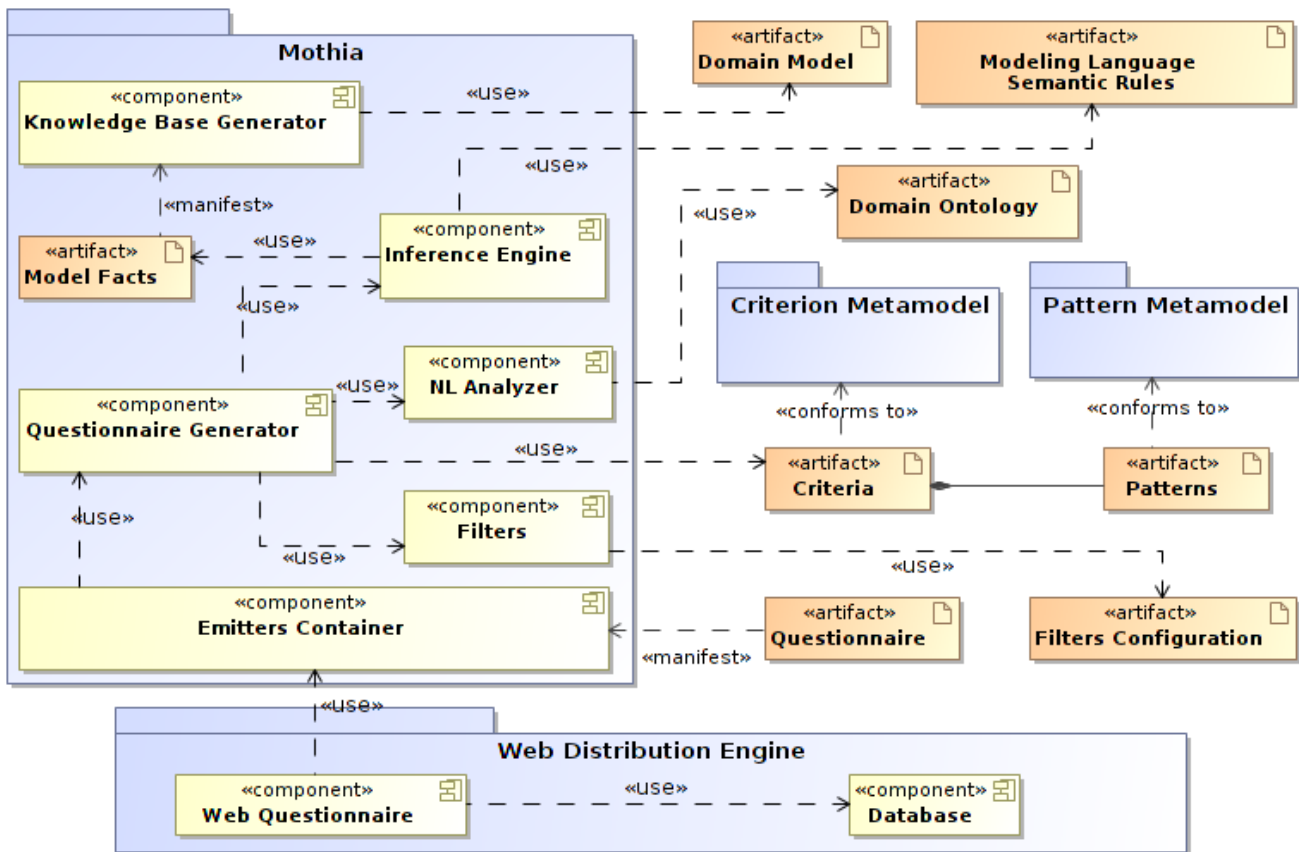 Mothia
«component»
Knowledge Base Generator
«use»
«artifact»
Domain Model
«artifact»
Modeling Language
Semantic Rules
«use»
«manifest»
«artifact»
Domain Ontology
«use»
«component»
Inference Engine
«use»
«artifact»
Model Facts
«use»
Criterion Metamodel
Pattern Metamodel
«component»
NL Analyzer
«use»
«component»
Questionnaire Generator
«conforms to»
«conforms to»
«use»
«artifact»
Criteria
«artifact»
Patterns
«component»
Filters
«use»
«use»
«use»
«component»
Emitters Container
«artifact»
Questionnaire
«artifact»
Filters Configuration
«manifest»
«use»
Web Distribution Engine
«component»
Web Questionnaire
«use»
«component»
Database